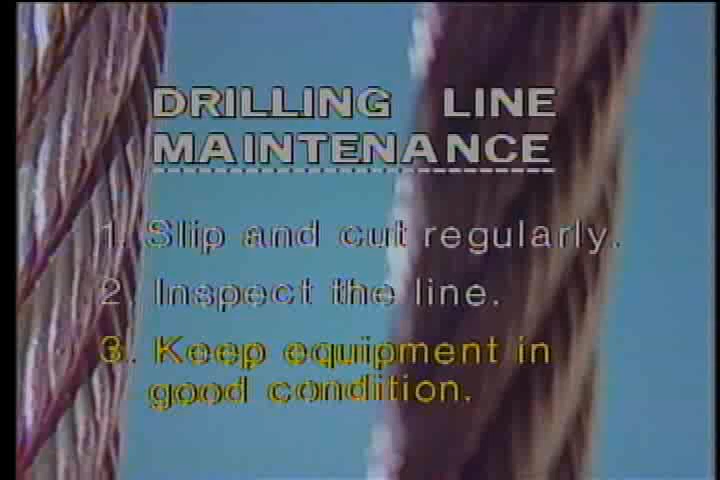 DRILLING LINE
MAINTENANCE
1. Slip and cut regularly.
2. Inspect the line.
3. Keep equipment in
good condition.